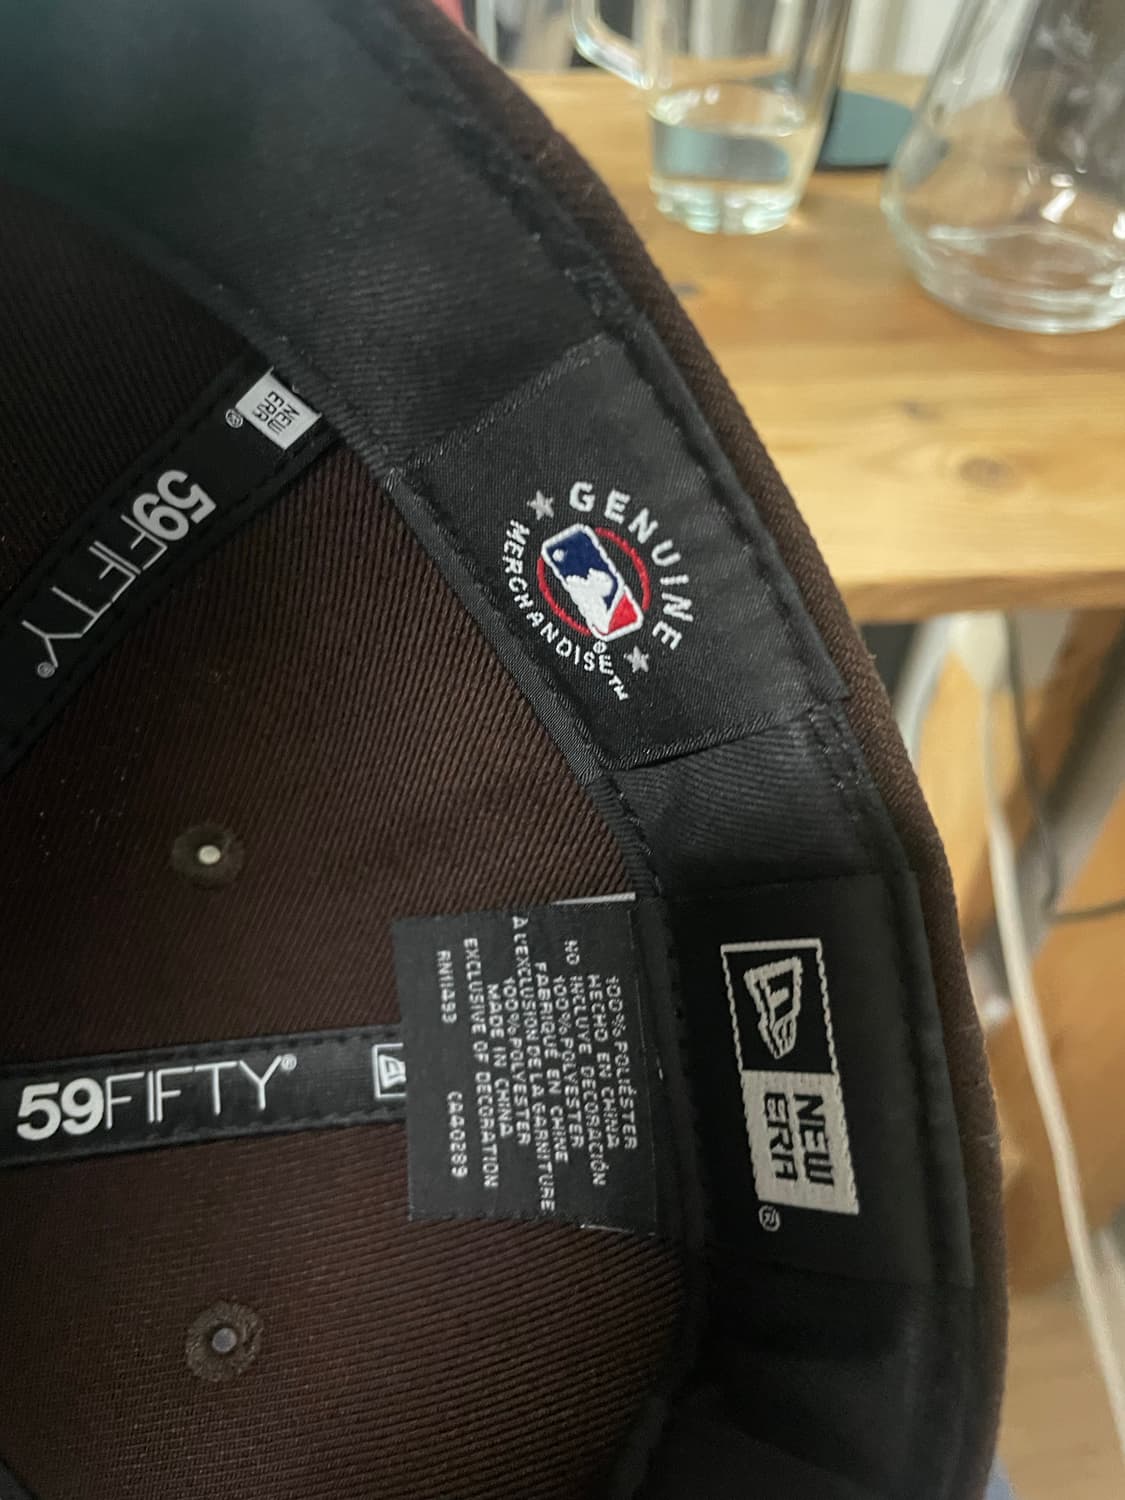 NEW
ERA
®
59FIFTY®
GENUINE
MERCHANDISE™
NEW
ERA
®
59FIFTY®
100% POLIÉSTER
HECHO EN CHINA
NO INCLUYE DECORACIÓN
100% POLYESTER
FABRIQUÉ EN CHINE
A L'EXCLUSION DE LA GARNITURE
100% POLYESTER
MADE IN CHINA
EXCLUSIVE OF DECORATION
RN11493 CA40289